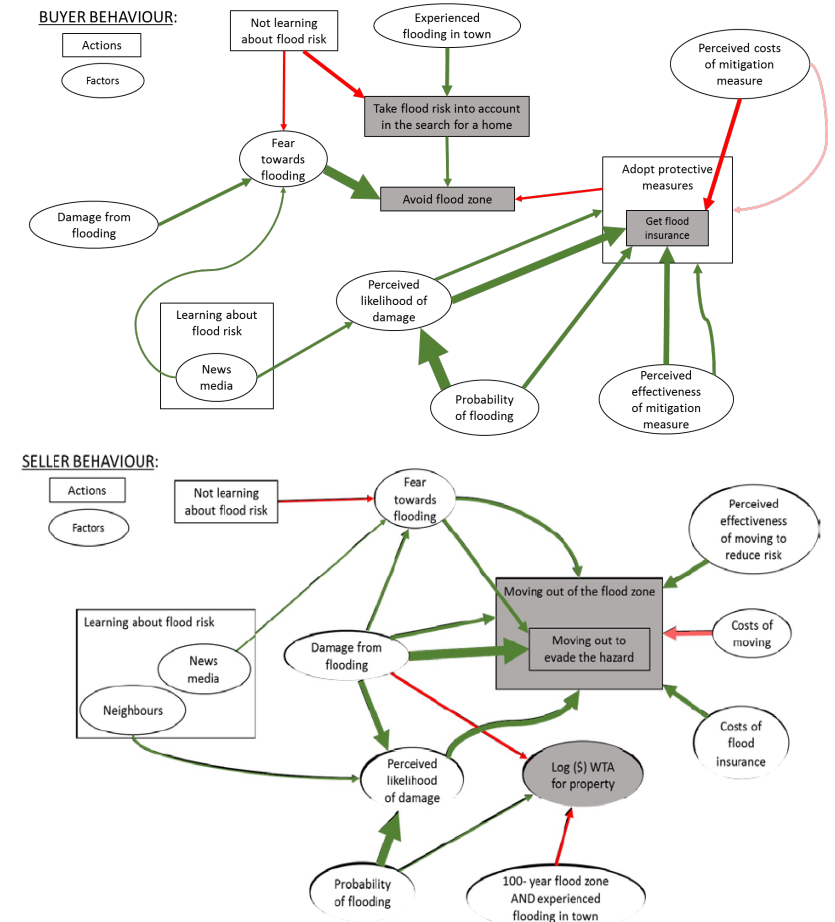 BUYER BEHAVIOUR:
Actions
Factors
Not learning
about flood risk
Experienced
flooding in town
Perceived costs
of mitigation
measure
Take flood risk into account
in the search for a home
Fear
towards
flooding
Adopt protective
measures
Avoid flood zone
Get flood
insurance
Damage from
flooding
Perceived
likelihood of
damage
Learning about
flood risk
News
media
Probability
of flooding
Perceived
effectiveness
of mitigation
measure
SELLER BEHAVIOUR:
Actions
Factors
Not learning
about flood risk
Fear
towards
flooding
Perceived
effectiveness
of moving to
reduce risk
Moving out of the flood zone
Learning about flood risk
News
media
Neighbours
Damage from
flooding
Moving out to
evade the hazard
Costs of
moving
Costs of
flood
insurance
Perceived
likelihood
of damage
Log ($) WTA
for property
Probability
of flooding
100- year flood zone
AND experienced
flooding in town